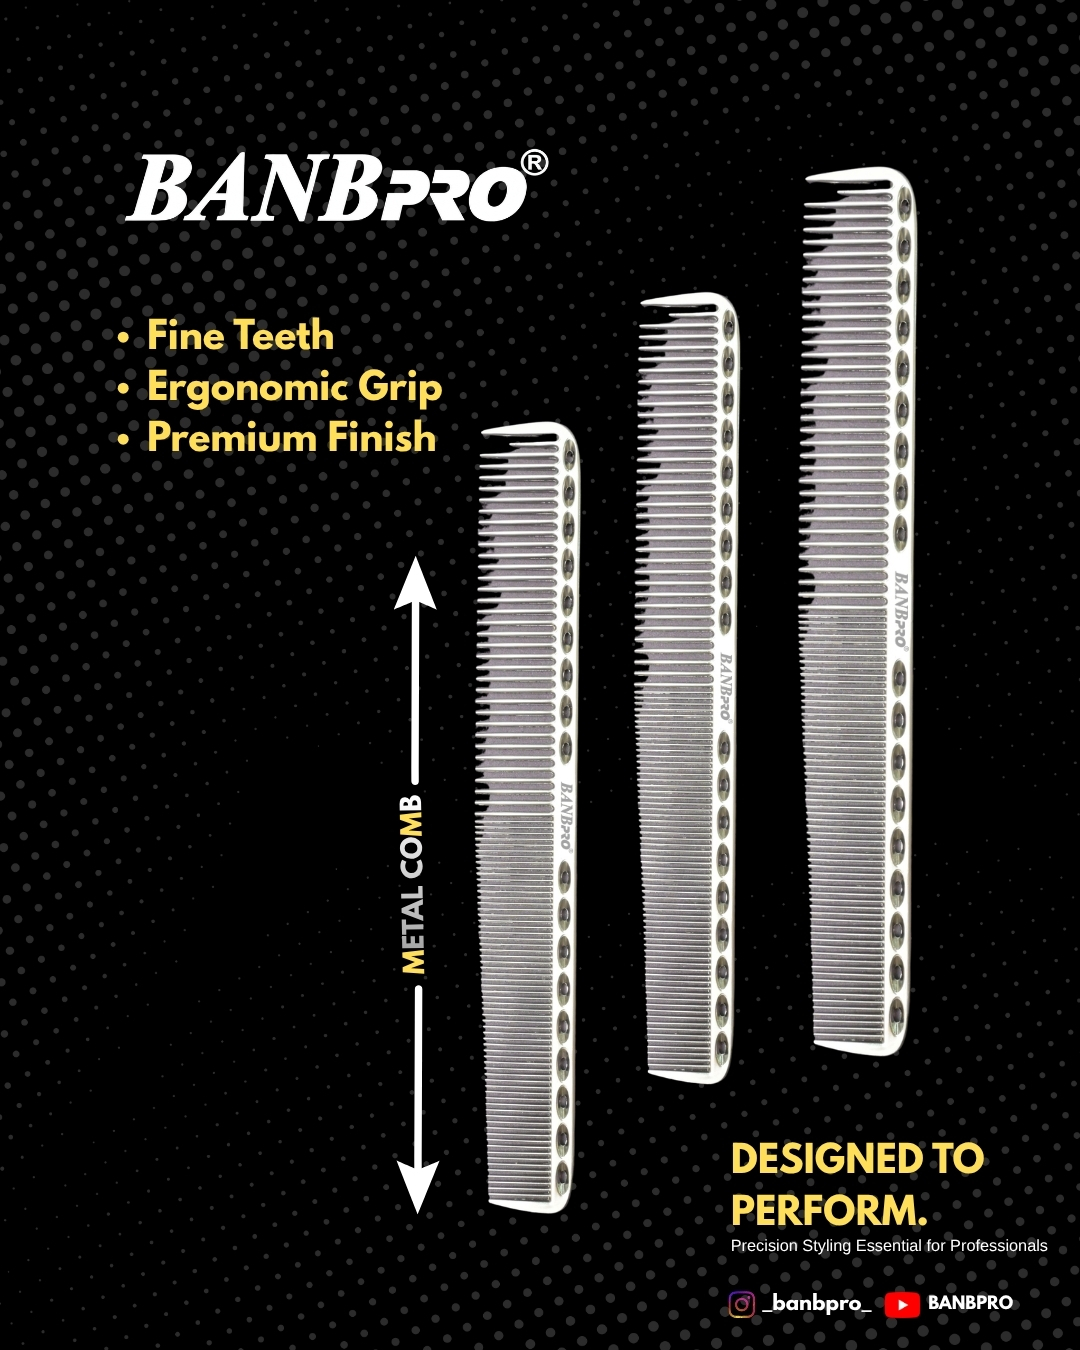 BANBPRO®
• Fine Teeth
• Ergonomic Grip
• Premium Finish
METAL COMB
BANBPRO
BANBPRO
BANBPRO
DESIGNED TO
PERFORM.
Precision Styling Essential for Professionals
_banbpro_ BANBPRO